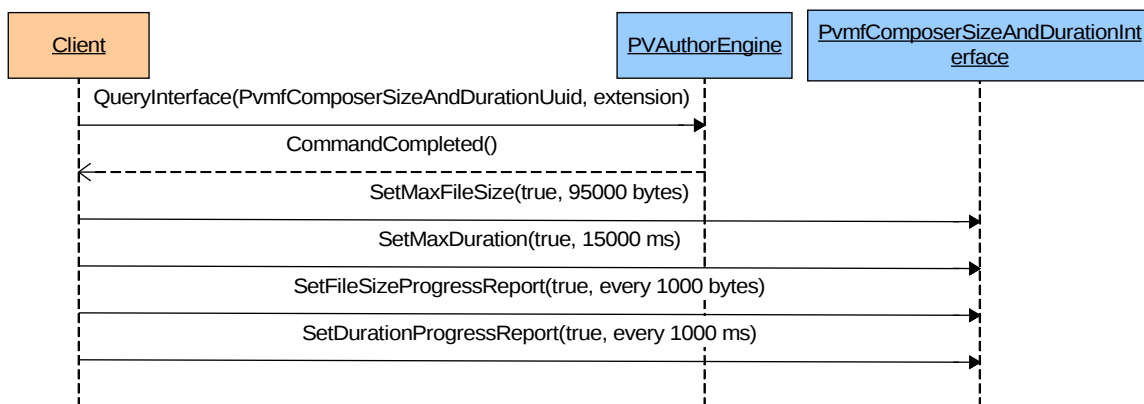 Client
PVAuthorEngine
PvmfComposerSizeAndDurationInt
erface
QueryInterface(PvmfComposerSizeAndDurationUuid, extension)
CommandCompleted()
SetMaxFileSize(true, 95000 bytes)
SetMaxDuration(true, 15000 ms)
SetFileSizeProgressReport(true, every 1000 bytes)
SetDurationProgressReport(true, every 1000 ms)